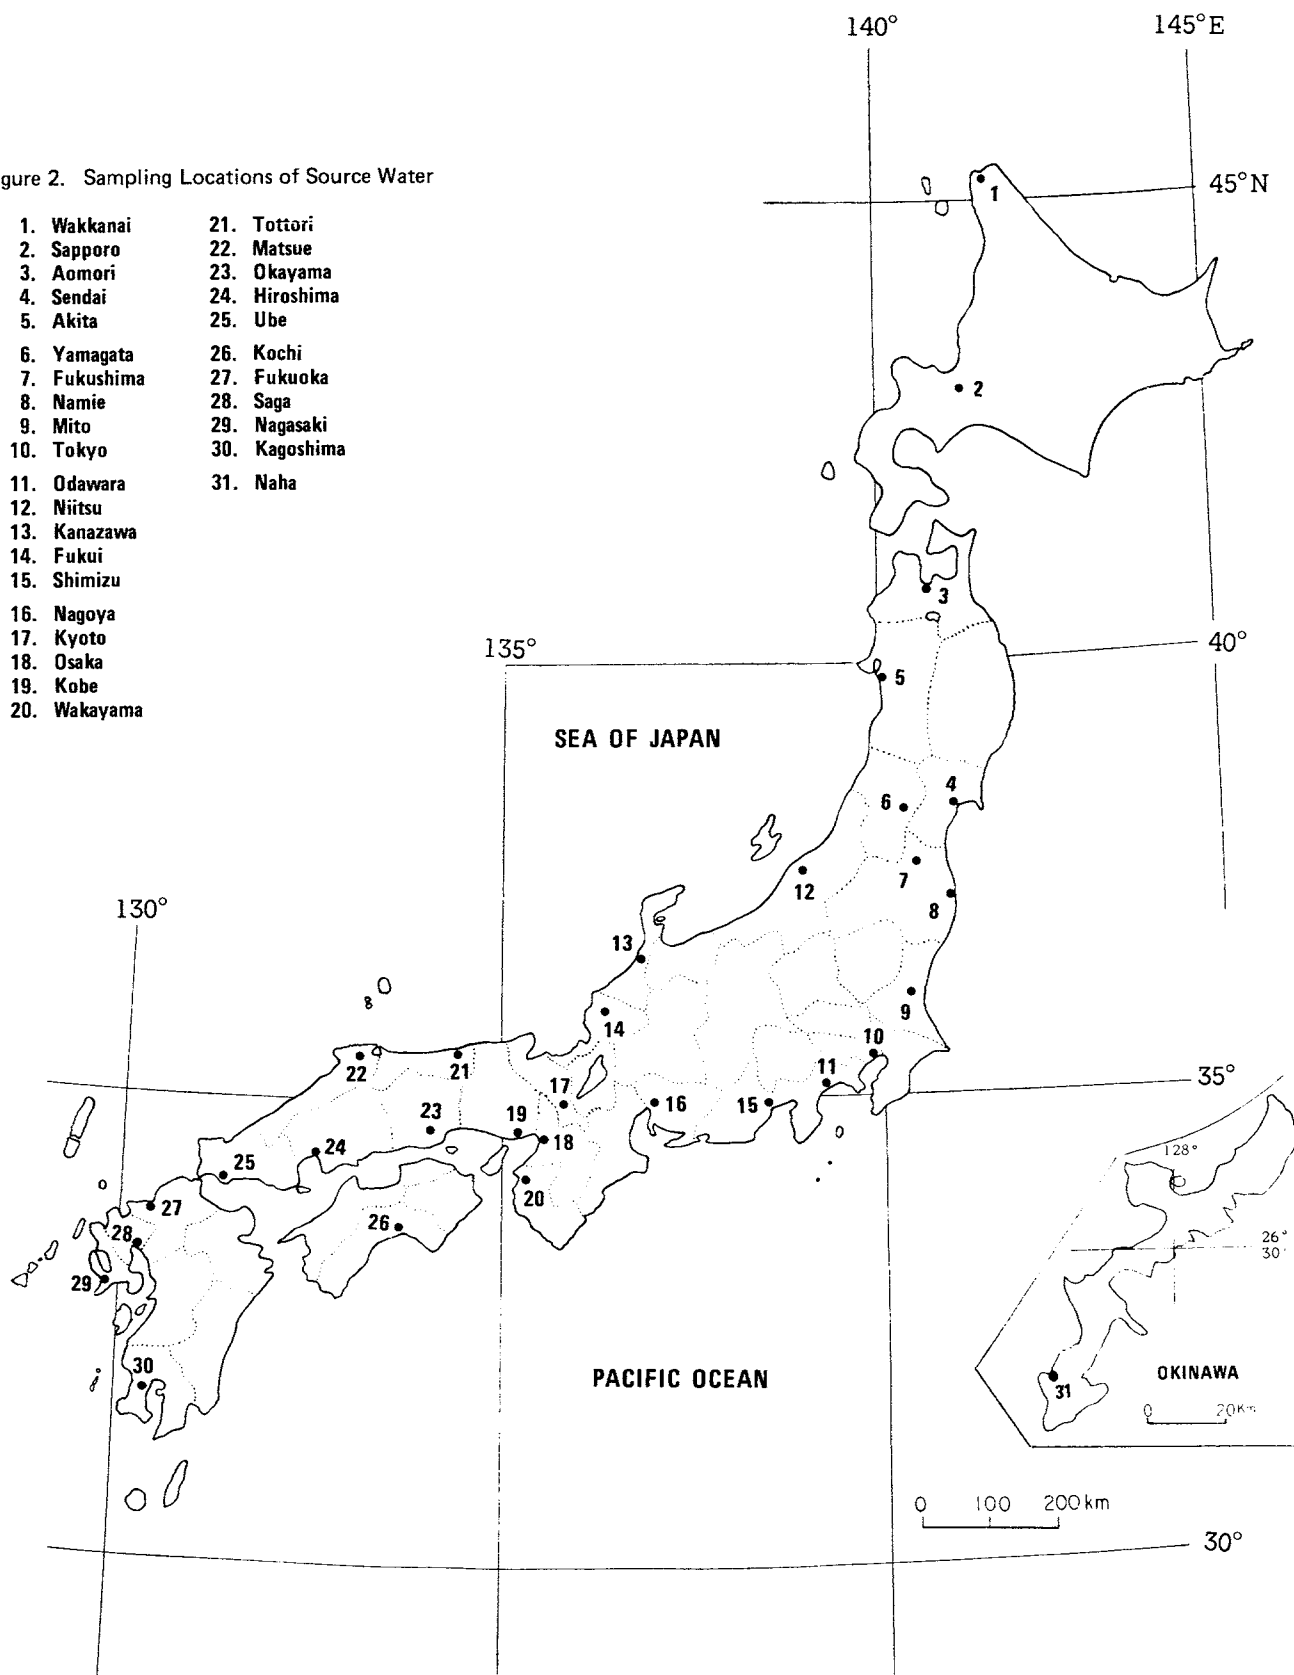 140° 145°E
gure 2. Sampling Locations of Source Water
45°N
1. Wakkanai
2. Sapporo
3. Aomori
4. Sendai
5. Akita
6. Yamagata
7. Fukushima
8. Namie
9. Mito
10. Tokyo
11. Odawara
12. Niitsu
13. Kanazawa
14. Fukui
15. Shimizu
16. Nagoya
17. Kyoto
18. Osaka
19. Kobe
20. Wakayama
21. Tottori
22. Matsue
23. Okayama
24. Hiroshima
25. Ube
26. Kochi
27. Fukuoka
28. Saga
29. Nagasaki
30. Kagoshima
31. Naha
1
2
3
135°
40°
5
SEA OF JAPAN
4
6
7
12
8
130°
13
9
14
10
22
21
11
35°
17
16
15
23
19
18
24
25
128°
20
27
26
28
26°
30'
29
30
PACIFIC OCEAN
OKINAWA
31
0 20Km
0 100 200km
30°